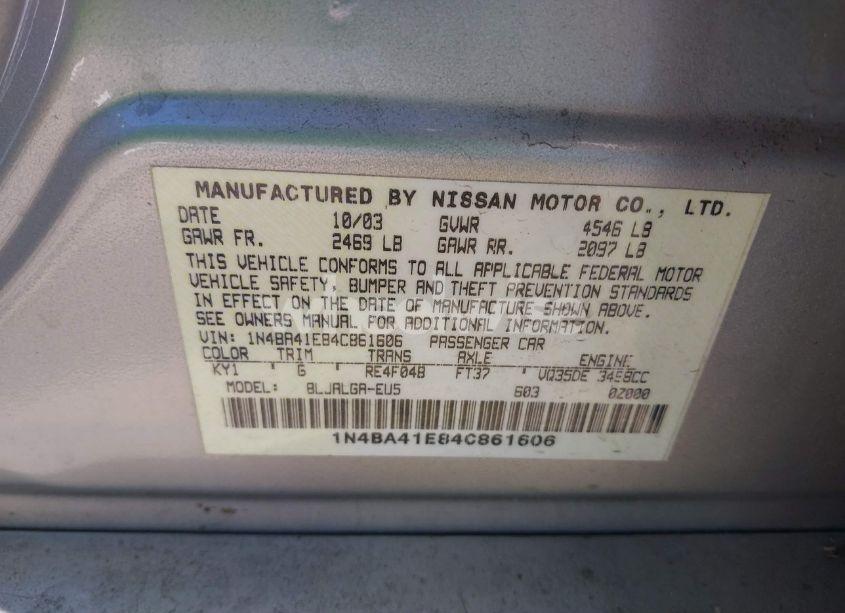 MANUFACTURED BY NISSAN MOTOR CO., LTD.
DATE 10/03 GVWR 4546 LB
GAWR FR. 2469 LB GAWR RR. 2097 LB
THIS VEHICLE CONFORMS TO ALL APPLICABLE FEDERAL MOTOR
VEHICLE SAFETY, BUMPER AND THEFT PREVENTION STANDARDS
IN EFFECT ON THE DATE OF MANUFACTURE SHOWN ABOVE.
SEE OWNERS MANUAL FOR ADDITIONAL INFORMATION
VIN: 1N4BA41E84C861606 PASSENGER CAR
COLOR TRIM TRANS AXLE ENGINE
KY1 ' G RE4F04B FT37 ' VQ35DE 3498CC
MODEL: BLJALGA-EU5 603 0Z000
1N4BA41E84C861606